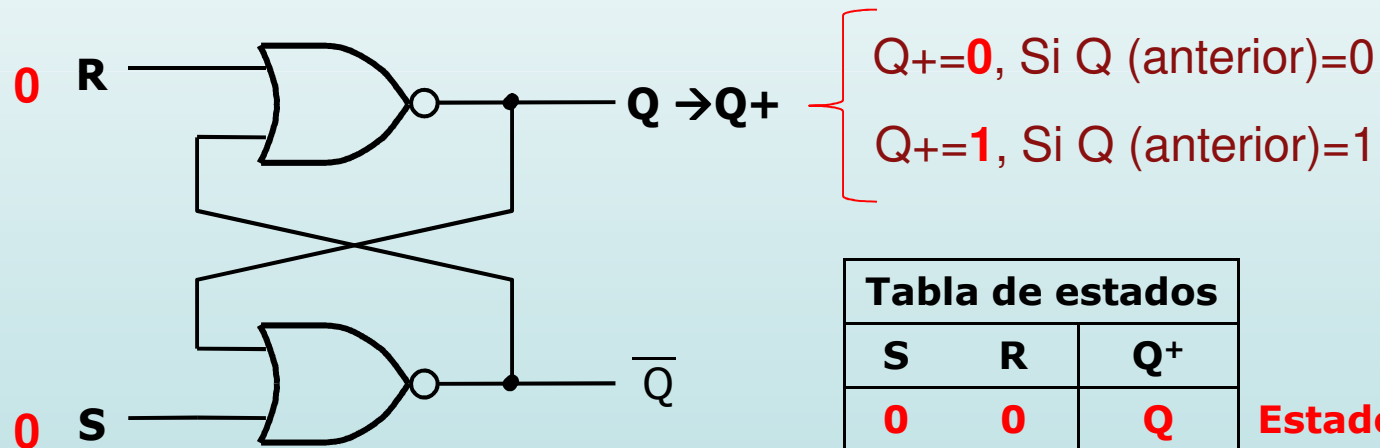 0 R
Q →Q+
Q+=0, Si Q (anterior)=0
Q+=1, Si Q (anterior)=1
Q̅
0 S
Tabla de estados
S R Q⁺
0 0 Q